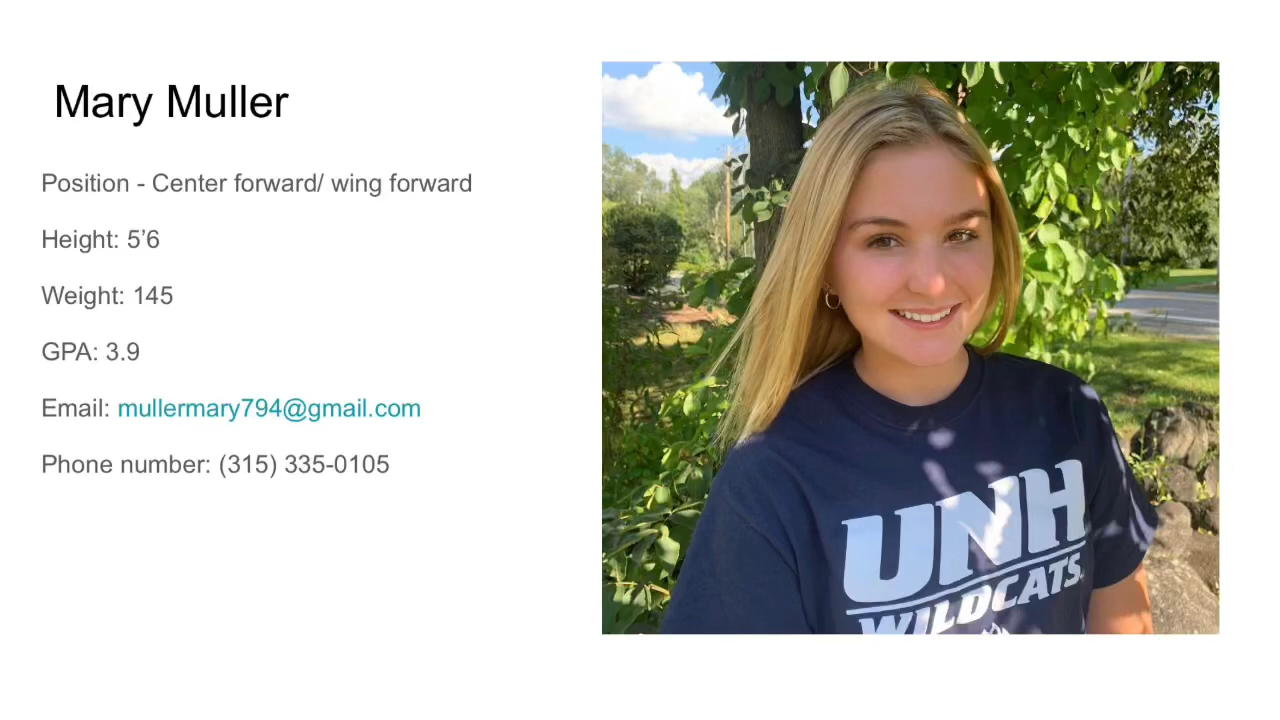 Mary Muller
Position - Center forward/ wing forward
Height: 5’6
Weight: 145
GPA: 3.9
Email: mullermary794@gmail.com
Phone number: (315) 335-0105
UNH
WILDCATS